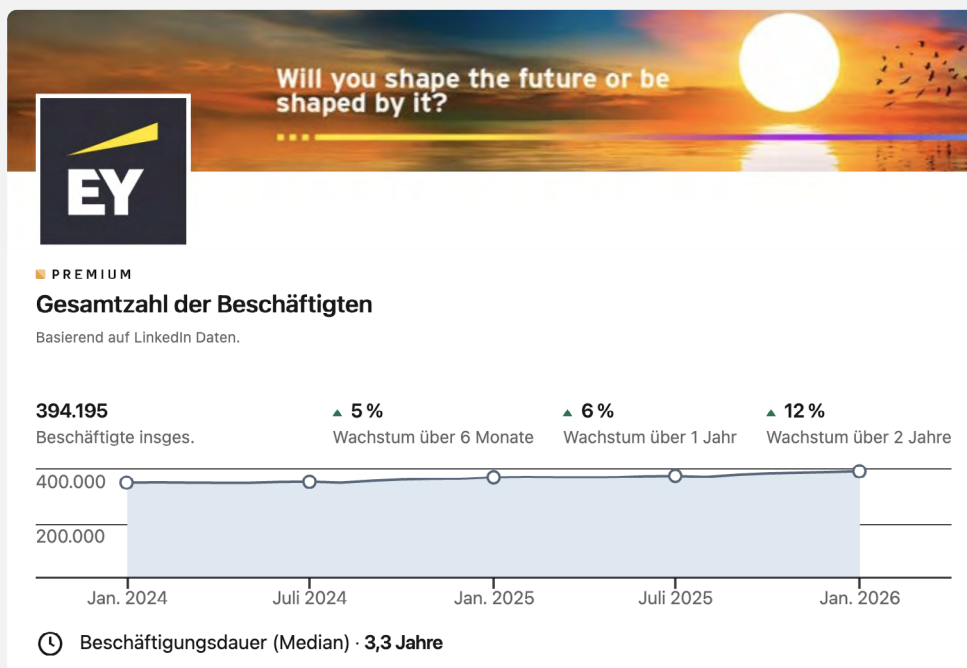 Will you shape the future or be
shaped by it?
EY
PREMIUM
Gesamtzahl der Beschäftigten
Basierend auf LinkedIn Daten.
394.195
Beschäftigte insges.
5 %
Wachstum über 6 Monate
6 %
Wachstum über 1 Jahr
12 %
Wachstum über 2 Jahre
400.000
200.000
Jan. 2024
Juli 2024
Jan. 2025
Juli 2025
Jan. 2026
Beschäftigungsdauer (Median) · 3,3 Jahre